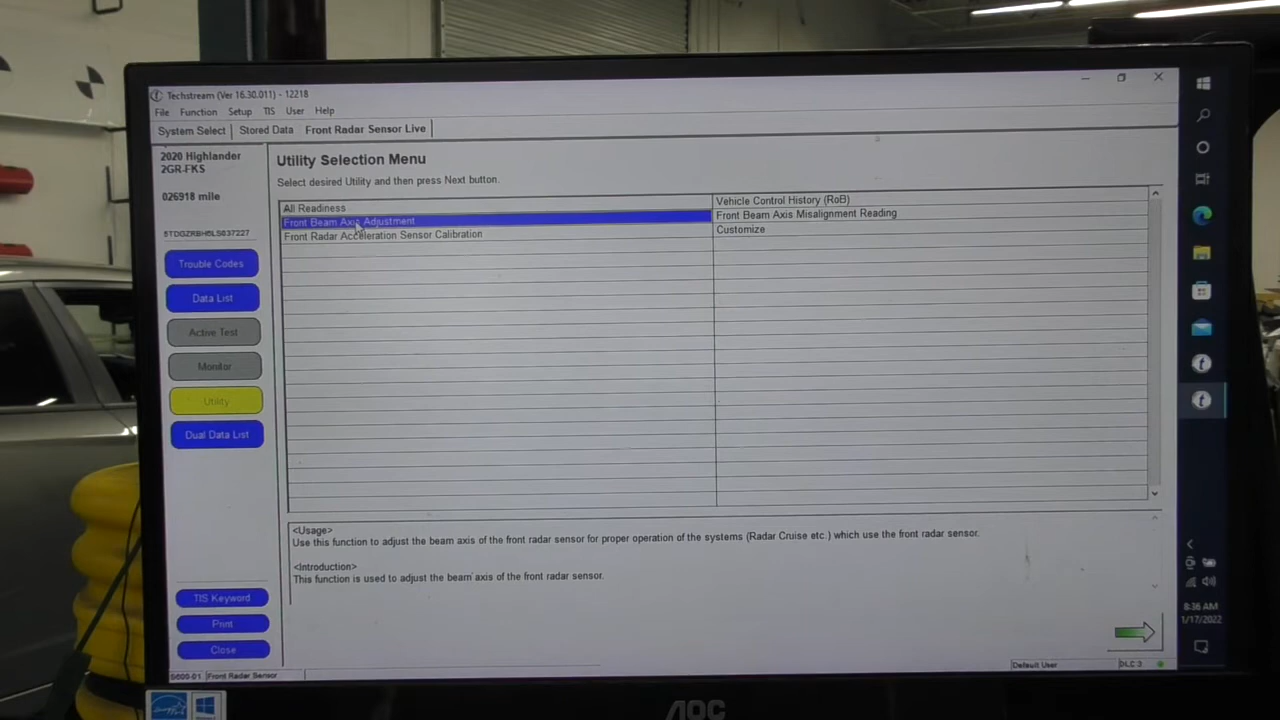 Techstream (Ver 16.30.011) - 12218
File Function Setup TIS User Help
System Select Stored Data Front Radar Sensor Live
2020 Highlander
2GR-FKS
026918 mile
5TDGZRBH6LS037227
Trouble Codes
Data List
Active Test
Monitor
Utility
Dual Data List
TIS Keyword
Print
Close
Utility Selection Menu
Select desired Utility and then press Next button.
All Readiness
Front Beam Axis Adjustment
Front Radar Acceleration Sensor Calibration
Vehicle Control History (RoB)
Front Beam Axis Misalignment Reading
Customize
<Usage>
Use this function to adjust the beam axis of the front radar sensor for proper operation of the systems (Radar Cruise etc.) which use the front radar sensor.
<Introduction>
This function is used to adjust the beam axis of the front radar sensor.
S600-01 Front Radar Sensor
Default User
DLC 3
8:36 AM
1/17/2022
AOC